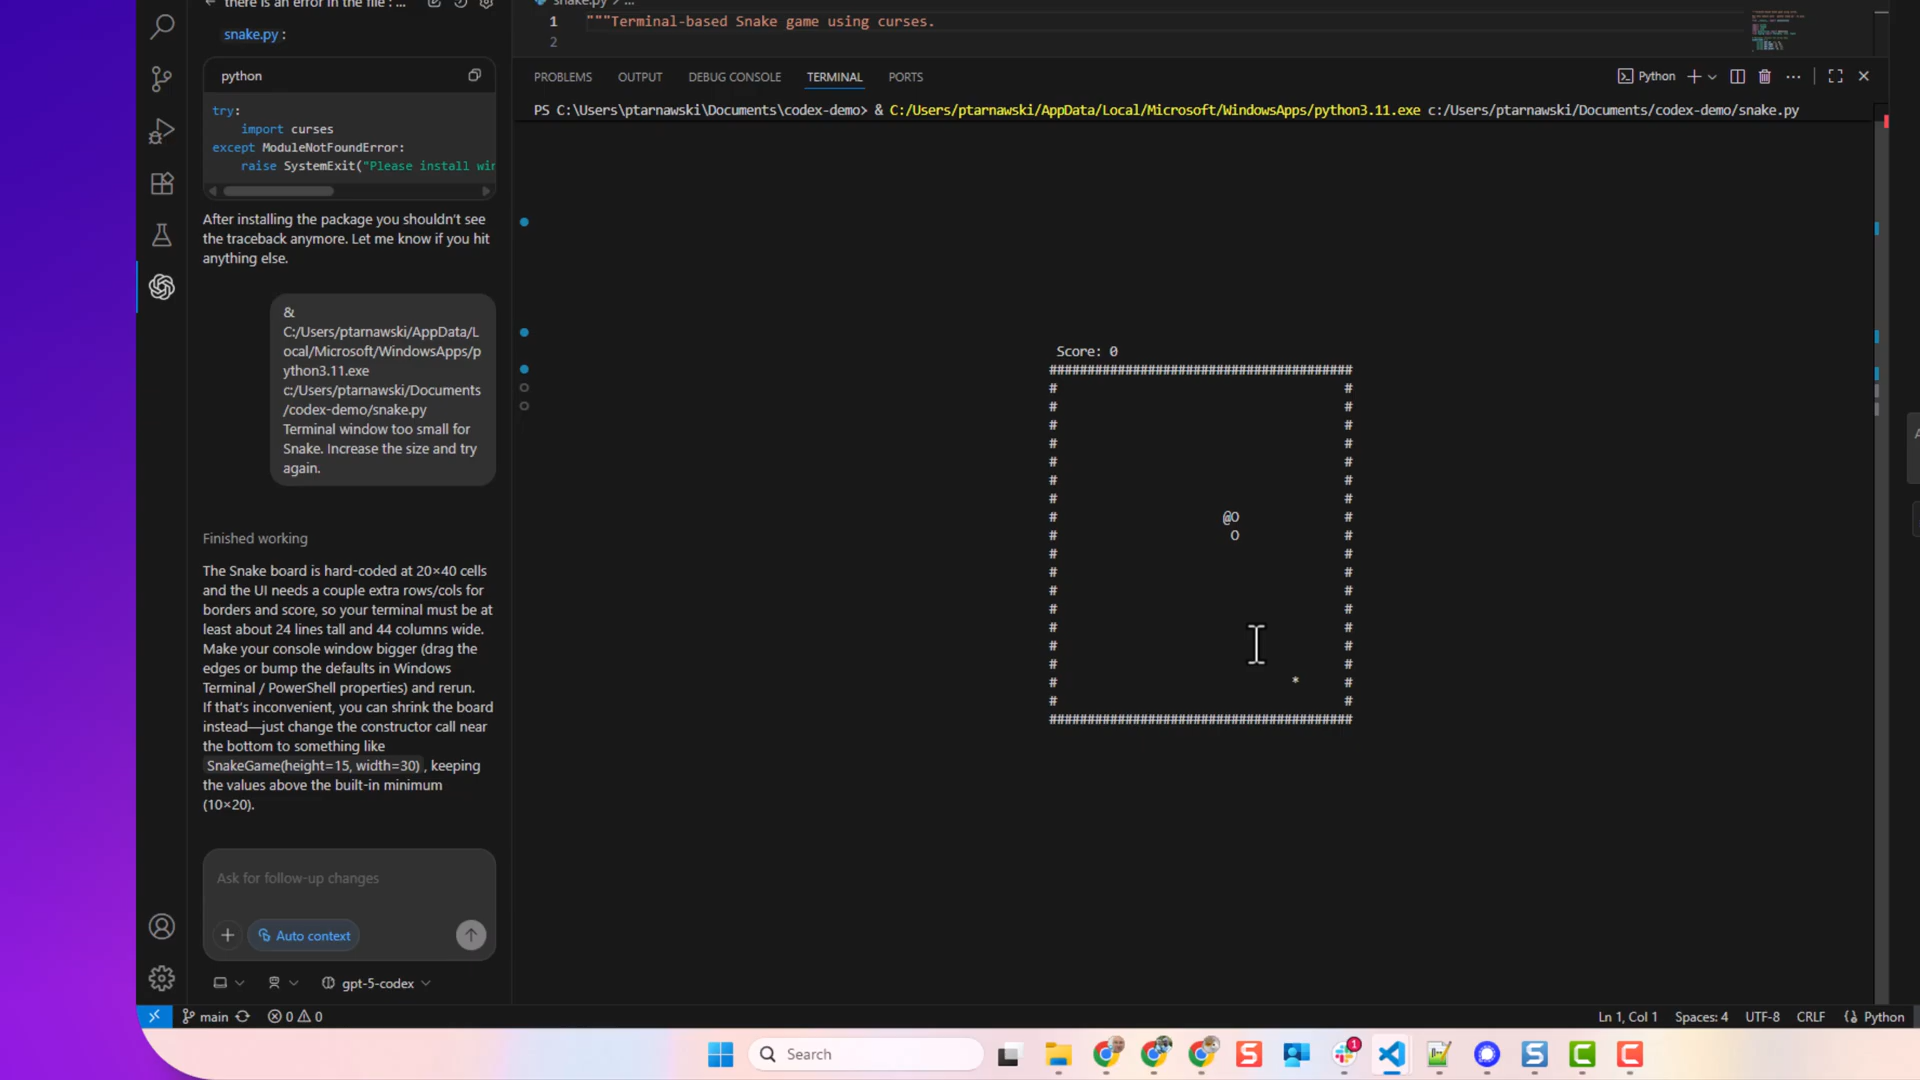 there is an error in the file : ...
snake.py :
python
try:
import curses
except ModuleNotFoundError:
raise SystemExit("Please install win
After installing the package you shouldn't see
the traceback anymore. Let me know if you hit
anything else.
&
C:/Users/ptarnawski/AppData/L
ocal/Microsoft/WindowsApps/p
ython3.11.exe
c:/Users/ptarnawski/Documents
/codex-demo/snake.py
Terminal window too small for
Snake. Increase the size and try
again.
Finished working
The Snake board is hard-coded at 20×40 cells
and the UI needs a couple extra rows/cols for
borders and score, so your terminal must be at
least about 24 lines tall and 44 columns wide.
Make your console window bigger (drag the
edges or bump the defaults in Windows
Terminal / PowerShell properties) and rerun.
If that's inconvenient, you can shrink the board
instead—just change the constructor call near
the bottom to something like
SnakeGame(height=15, width=30) , keeping
the values above the built-in minimum
(10×20).
Ask for follow-up changes
Auto context
gpt-5-codex
snake.py > ...
1 """Terminal-based Snake game using curses.
2
PROBLEMS OUTPUT DEBUG CONSOLE TERMINAL PORTS
Python
PS C:\Users\ptarnawski\Documents\codex-demo> & C:/Users/ptarnawski/AppData/Local/Microsoft/WindowsApps/python3.11.exe c:/Users/ptarnawski/Documents/codex-demo/snake.py
Score: 0
########################################
# #
# #
# #
# #
# #
# #
# #
# @O #
# O #
# #
# #
# #
# #
# #
# #
# #
# * #
# #
########################################
main 0 0 Ln 1, Col 1 Spaces: 4 UTF-8 CRLF Python
Search
1